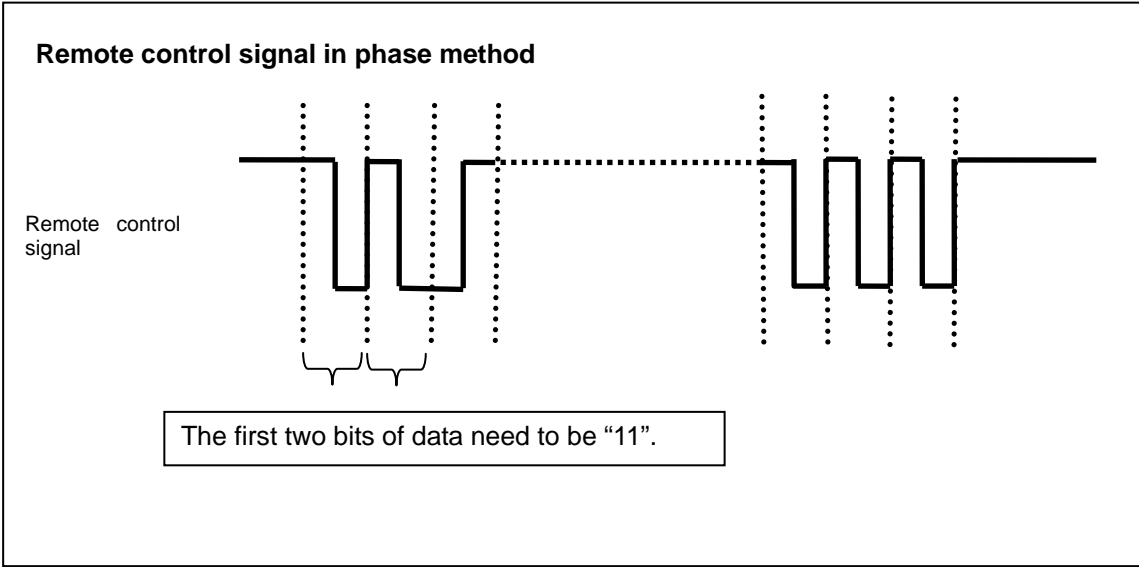 Remote control signal in phase method
Remote control
signal
The first two bits of data need to be “11”.